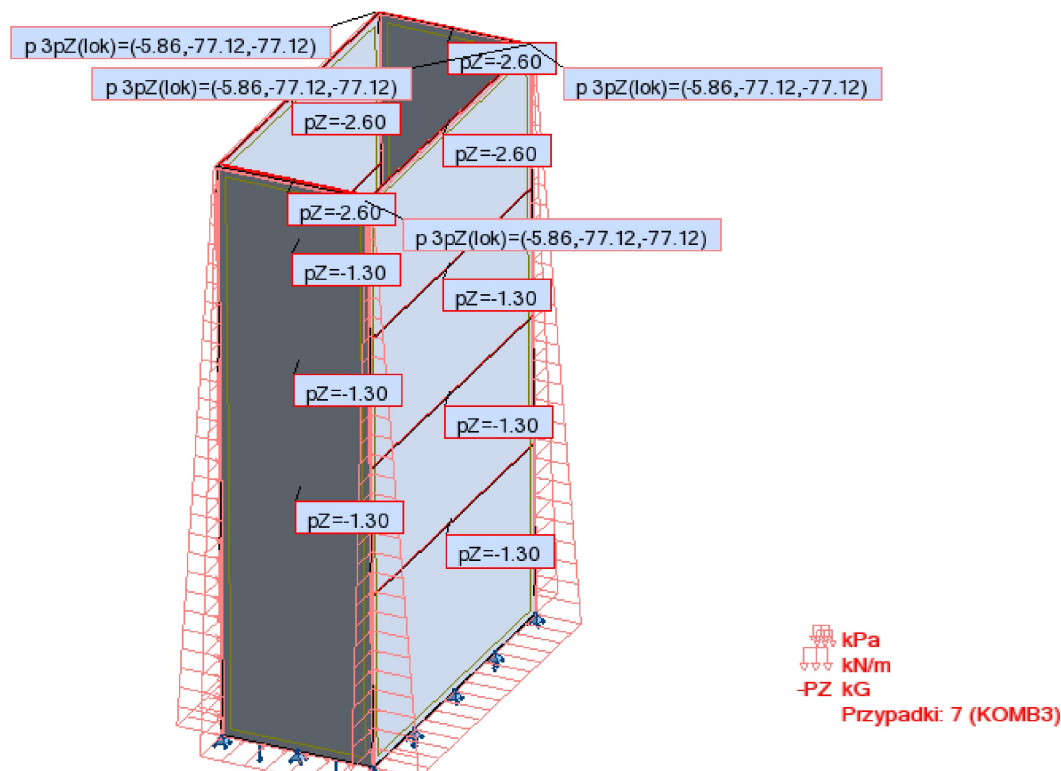 p 3pZ(lok)=(-5.86,-77.12,-77.12)
pZ=-2.60
p 3pZ(lok)=(-5.86,-77.12,-77.12)
p 3pZ(lok)=(-5.86,-77.12,-77.12)
pZ=-2.60
pZ=-2.60
pZ=-2.60
p 3pZ(lok)=(-5.86,-77.12,-77.12)
pZ=-1.30
pZ=-1.30
pZ=-1.30
pZ=-1.30
pZ=-1.30
pZ=-1.30
kPa
kN/m
-PZ kG
Przypadki: 7 (KOMB3)